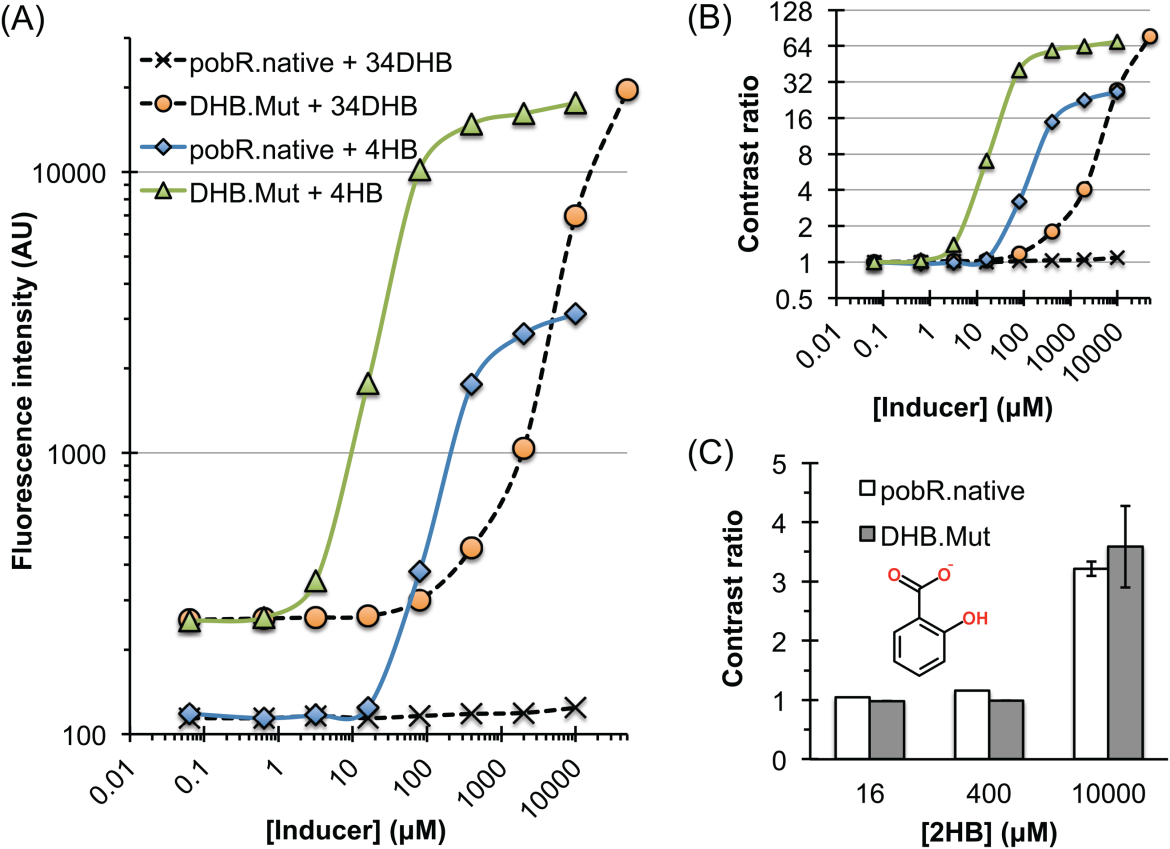 (A)
pobR.native + 34DHB
DHB.Mut + 34DHB
pobR.native + 4HB
DHB.Mut + 4HB
Fluorescence intensity (AU)
10000
1000
100
0.01 0.1 1 10 100 1000 10000
[Inducer] (µM)
(B)
Contrast ratio
128
64
32
16
8
4
2
1
0.5
0.01 0.1 1 10 100 1000 10000
[Inducer] (µM)
(C)
Contrast ratio
5
4
3
2
1
0
pobR.native
DHB.Mut
O O-
OH
16 400 10000
[2HB] (µM)